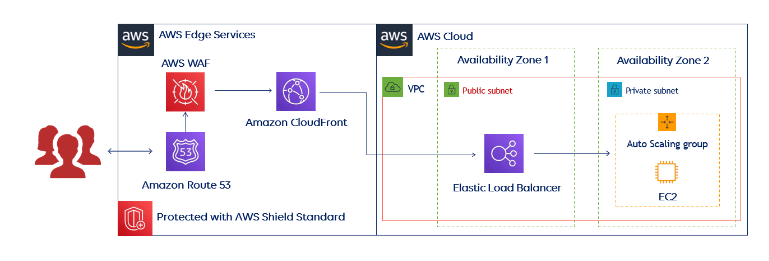 aws
AWS Edge Services
aws
AWS Cloud
AWS WAF
Availability Zone 1
Availability Zone 2
VPC
Public subnet
Private subnet
Amazon CloudFront
53
Amazon Route 53
Elastic Load Balancer
Auto Scaling group
EC2
Protected with AWS Shield Standard